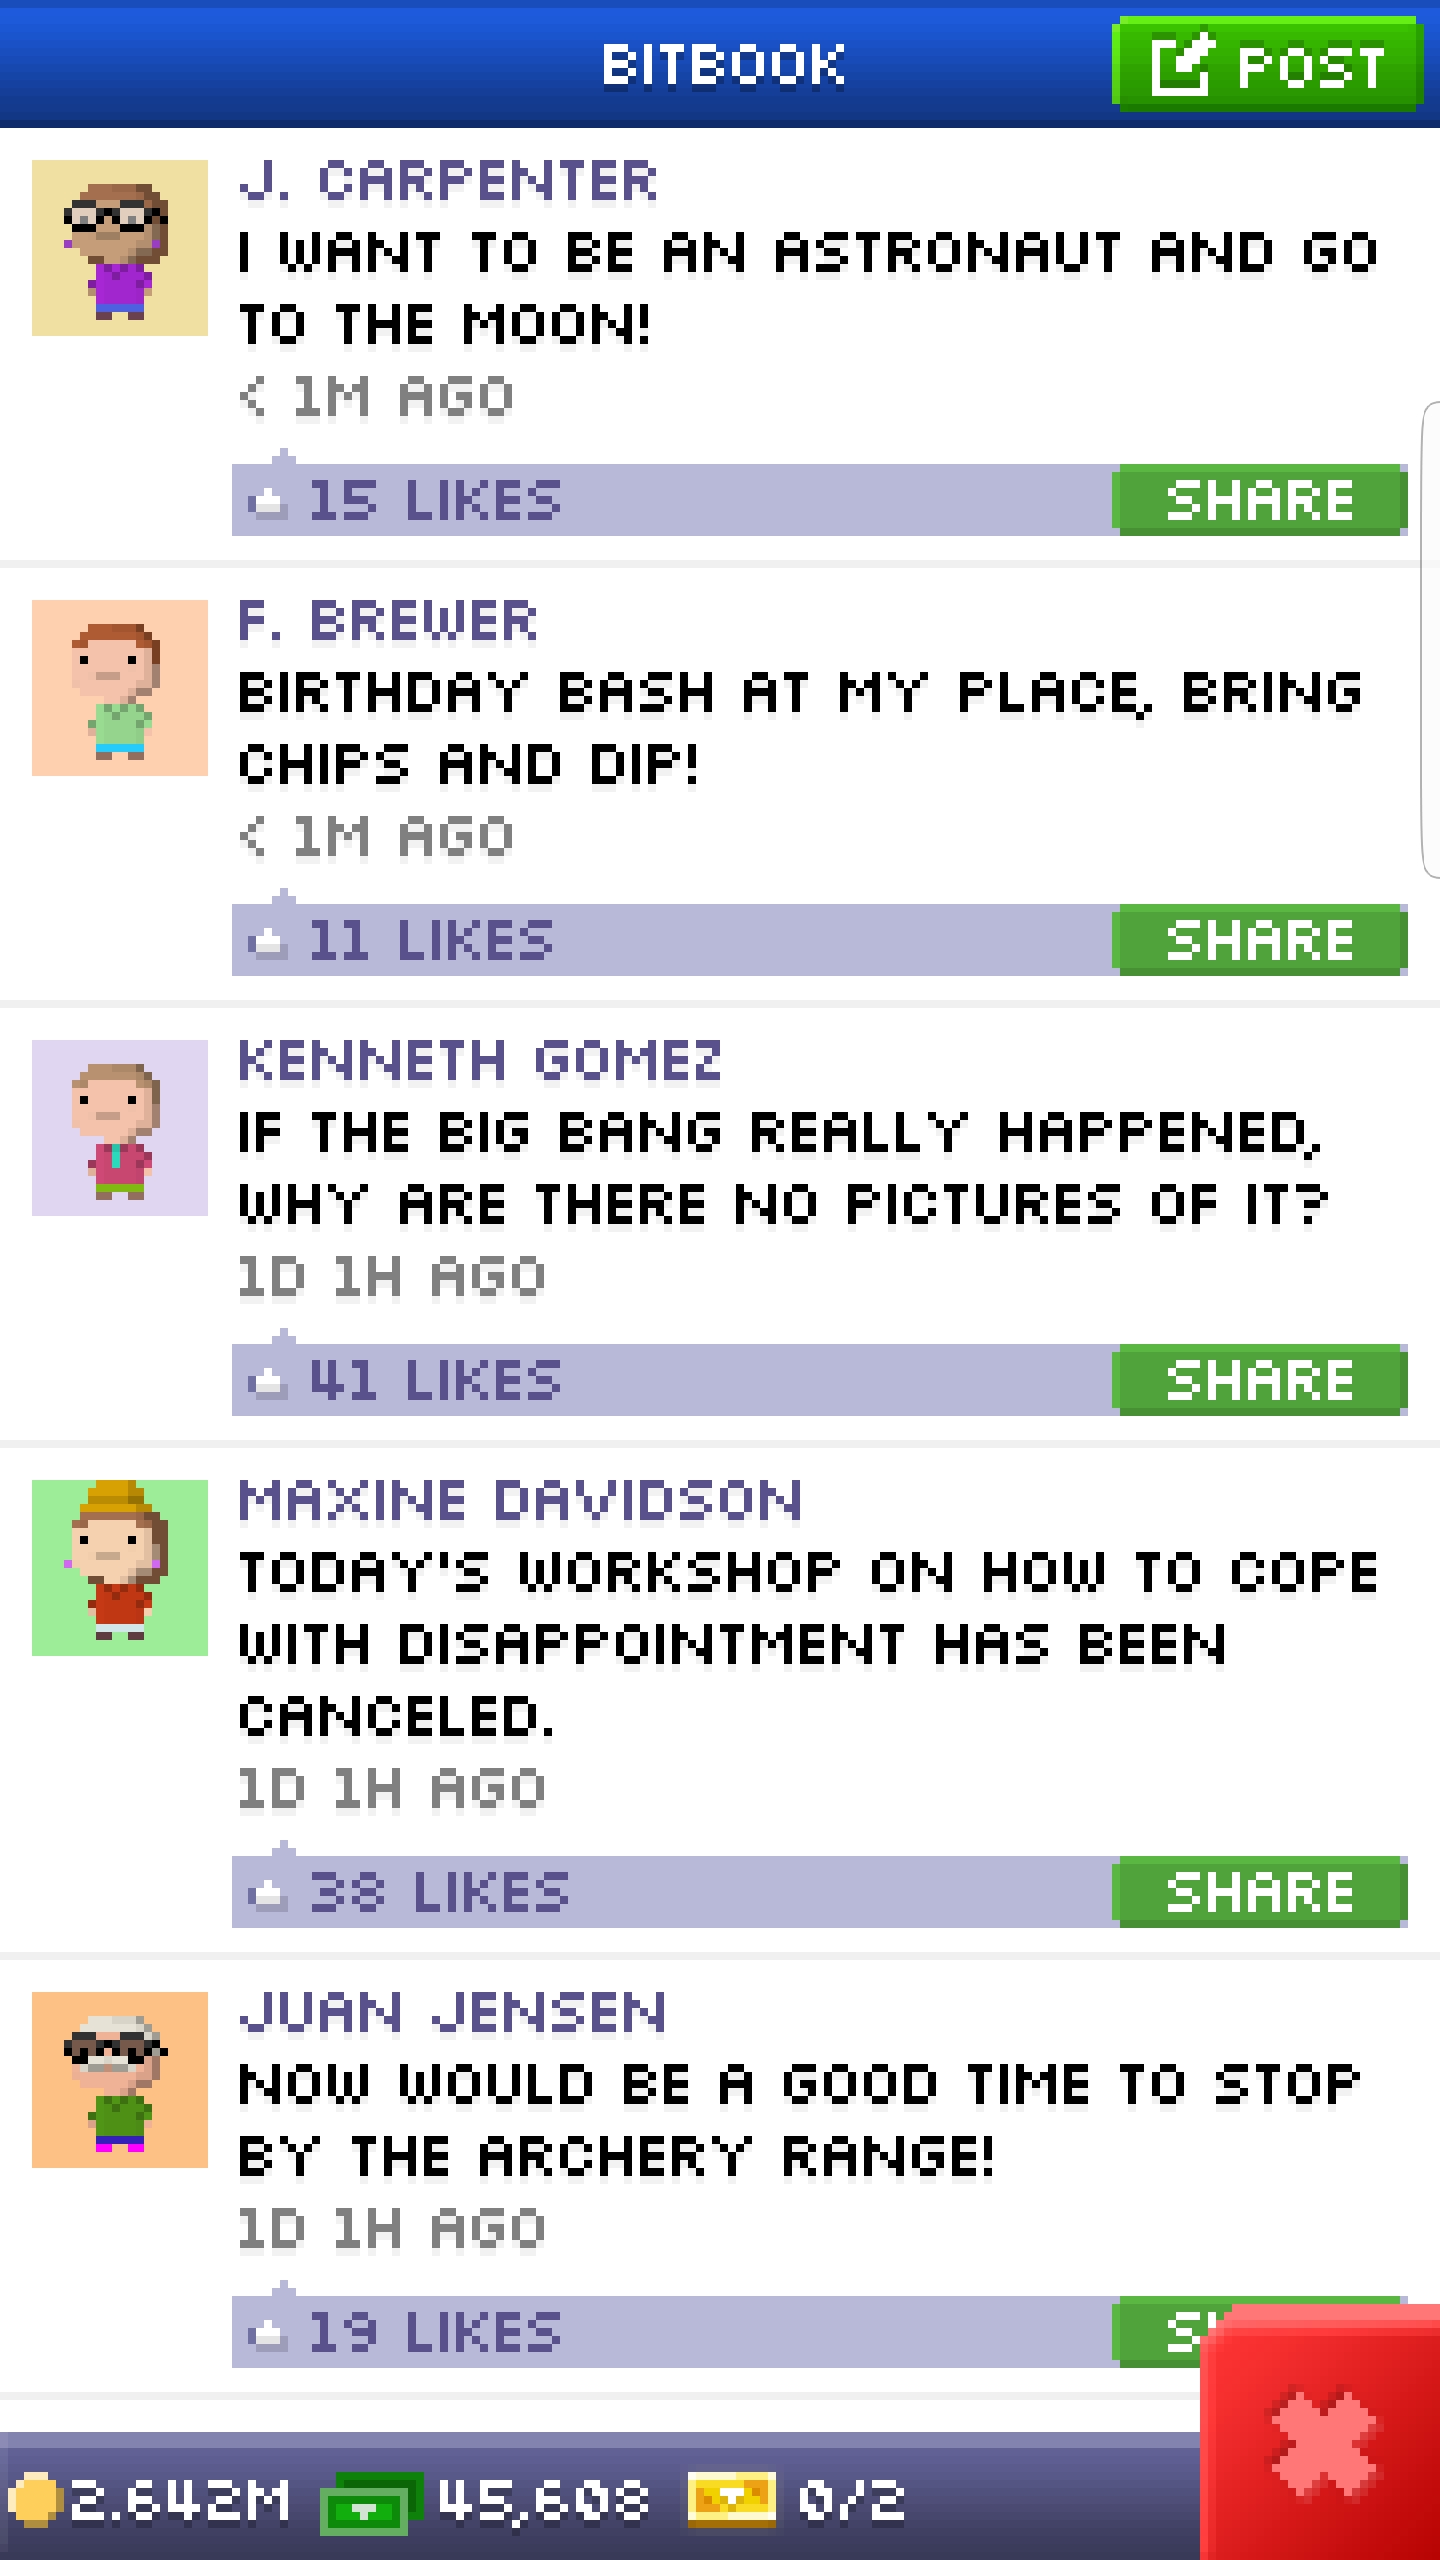 BITBOOK
POST
J. CARPENTER
I WANT TO BE AN ASTRONAUT AND GO
TO THE MOON!
< 1M AGO
15 LIKES
SHARE
F. BREWER
BIRTHDAY BASH AT MY PLACE, BRING
CHIPS AND DIP!
< 1M AGO
11 LIKES
SHARE
KENNETH GOMEZ
IF THE BIG BANG REALLY HAPPENED,
WHY ARE THERE NO PICTURES OF IT?
1D 1H AGO
41 LIKES
SHARE
MAXINE DAVIDSON
TODAY'S WORKSHOP ON HOW TO COPE
WITH DISAPPOINTMENT HAS BEEN
CANCELED.
1D 1H AGO
38 LIKES
SHARE
JUAN JENSEN
NOW WOULD BE A GOOD TIME TO STOP
BY THE ARCHERY RANGE!
1D 1H AGO
19 LIKES
2.642M 45,608 0/2